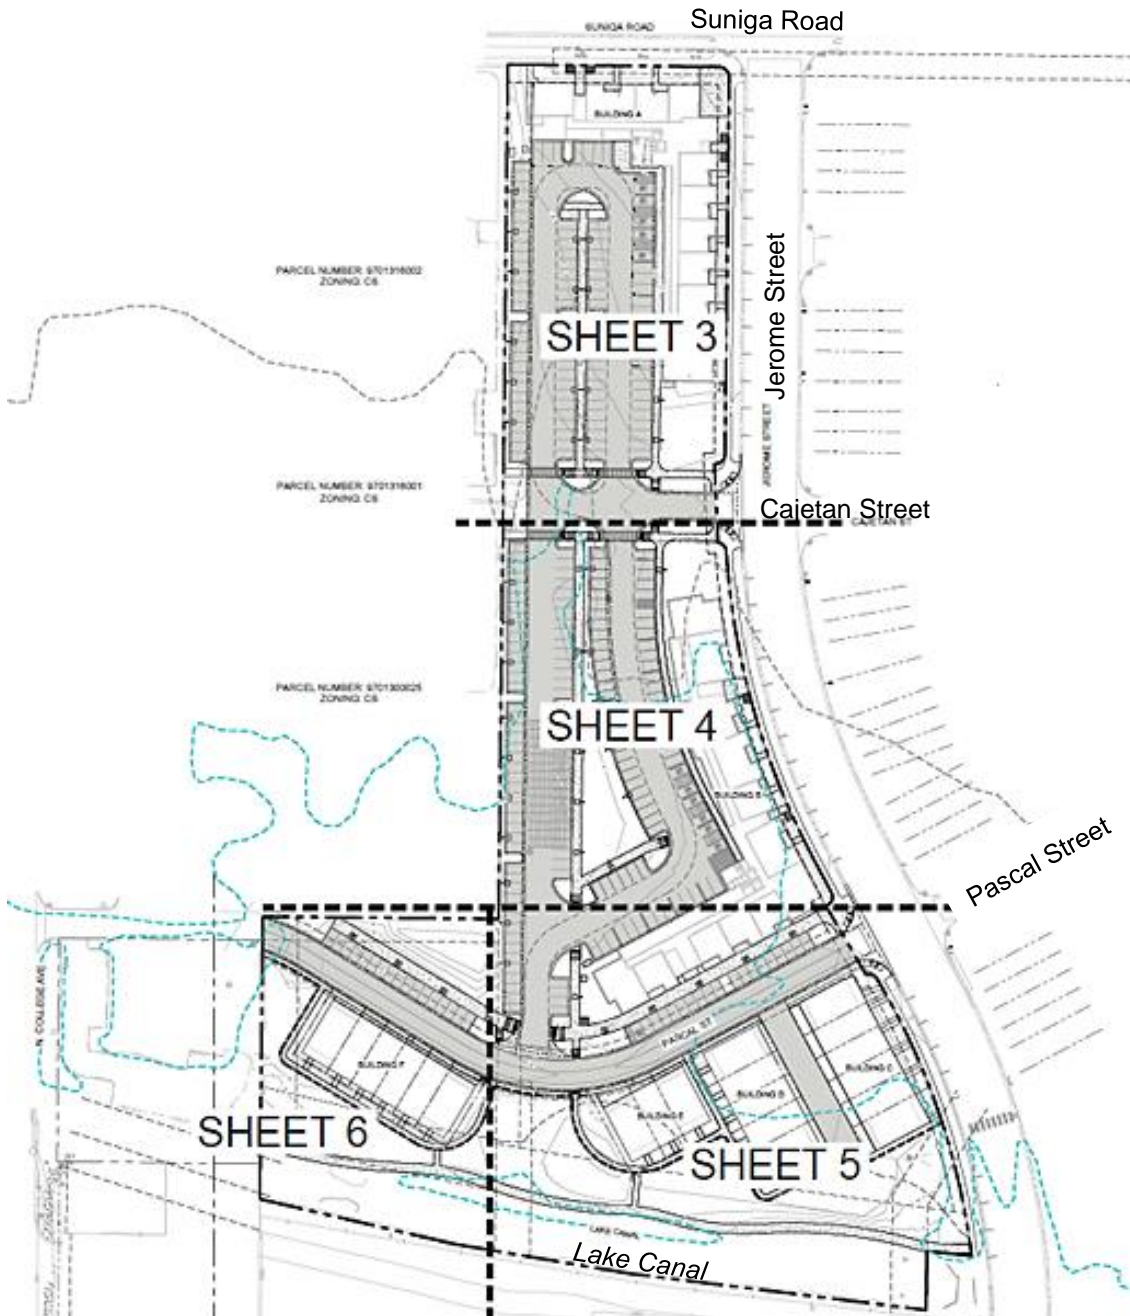 Suniga Road
SUNIGA ROAD
BUILDING A
PARCEL NUMBER: 9701316002
ZONING: CS
Jerome Street
SHEET 3
JEROME STREET
PARCEL NUMBER: 9701316001
ZONING: CS
Cajetan Street
CAJETAN ST
PARCEL NUMBER: 9701300025
ZONING: CS
SHEET 4
BUILDING B
Pascal Street
N. COLLEGE AVE
PASCAL ST
BUILDING F
BUILDING C
BUILDING D
BUILDING E
SHEET 6
SHEET 5
LAKE CANAL
Lake Canal